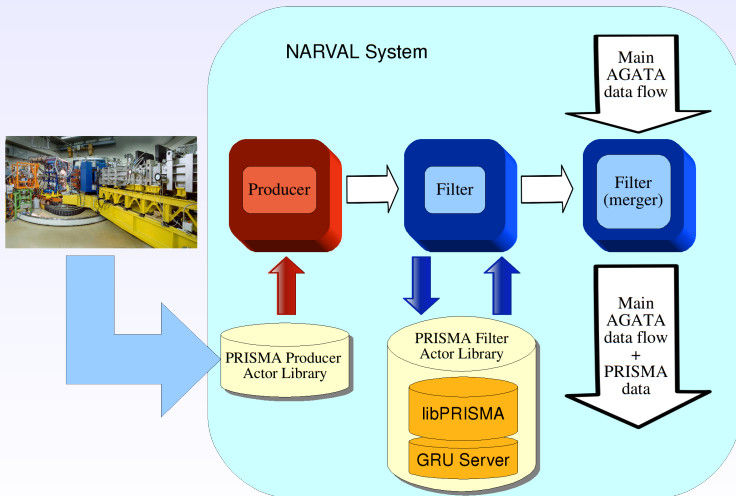 NARVAL System
Main
AGATA
data flow
Producer
Filter
Filter
(merger)
PRISMA Producer
Actor Library
PRISMA Filter
Actor Library
libPRISMA
GRU Server
Main
AGATA
data flow
+
PRISMA
data